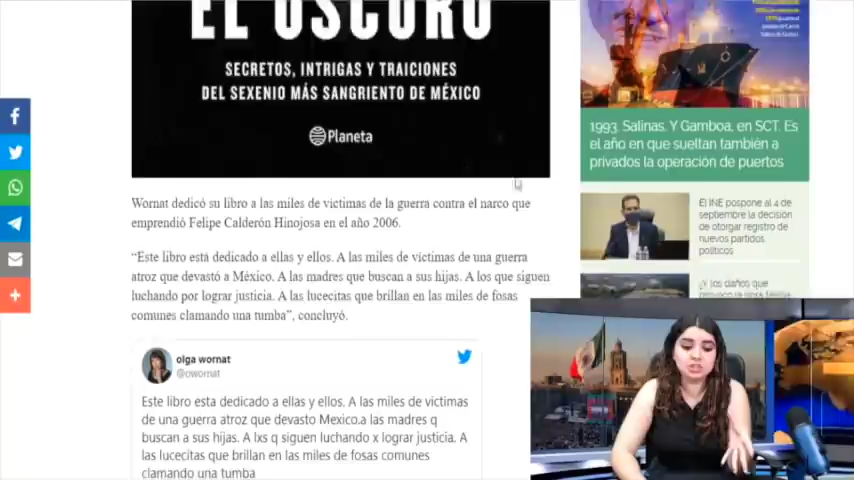 EL OSCURO
SECRETOS, INTRIGAS Y TRAICIONES
DEL SEXENIO MÁS SANGRIENTO DE MÉXICO
Planeta
Wornat dedicó su libro a las miles de víctimas de la guerra contra el narco que
emprendió Felipe Calderón Hinojosa en el año 2006.
“Este libro está dedicado a ellas y ellos. A las miles de víctimas de una guerra
atroz que devastó a México. A las madres que buscan a sus hijas. A los que siguen
luchando por lograr justicia. A las lucecitas que brillan en las miles de fosas
comunes clamando una tumba”, concluyó.
olga wornat
@owornat
Este libro esta dedicado a ellas y ellos. A las miles de victimas
de una guerra atroz que devasto Mexico.a las madres q
buscan a sus hijas. A lxs q siguen luchando x lograr justicia. A
las lucecitas que brillan en las miles de fosas comunes
clamando una tumba
1993, Salinas. Y Gamboa, en SCT. Es
el año en que sueltan también a
privados la operación de puertos
El INE pospone al 4 de
septiembre la decisión
de otorgar registro de
nuevos partidos
políticos
¿Y los daños que